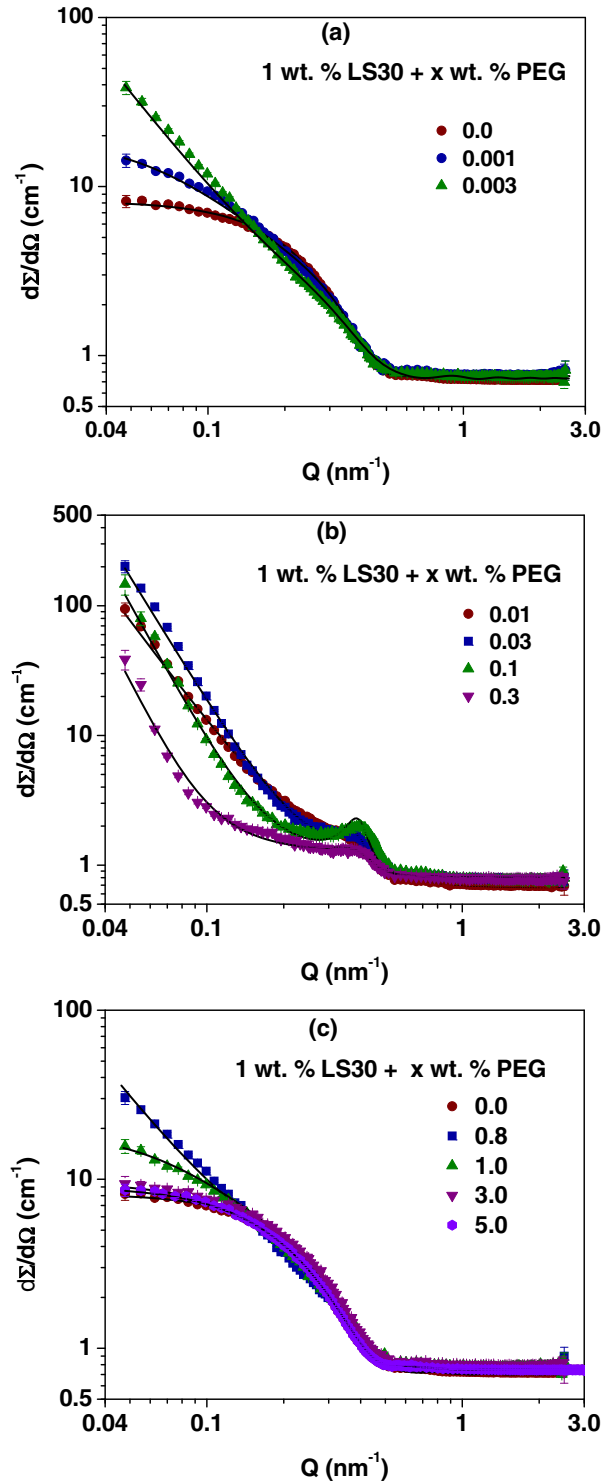 (a)
1 wt. % LS30 + x wt. % PEG
0.0
0.001
0.003
100
10
1
0.5
dΣ/dΩ (cm⁻¹)
0.04 0.1 1 3.0
Q (nm⁻¹)
(b)
1 wt. % LS30 + x wt. % PEG
0.01
0.03
0.1
0.3
500
100
10
1
0.5
dΣ/dΩ (cm⁻¹)
0.04 0.1 1 3.0
Q (nm⁻¹)
(c)
1 wt. % LS30 + x wt. % PEG
0.0
0.8
1.0
3.0
5.0
100
10
1
0.5
dΣ/dΩ (cm⁻¹)
0.04 0.1 1 3.0
Q (nm⁻¹)